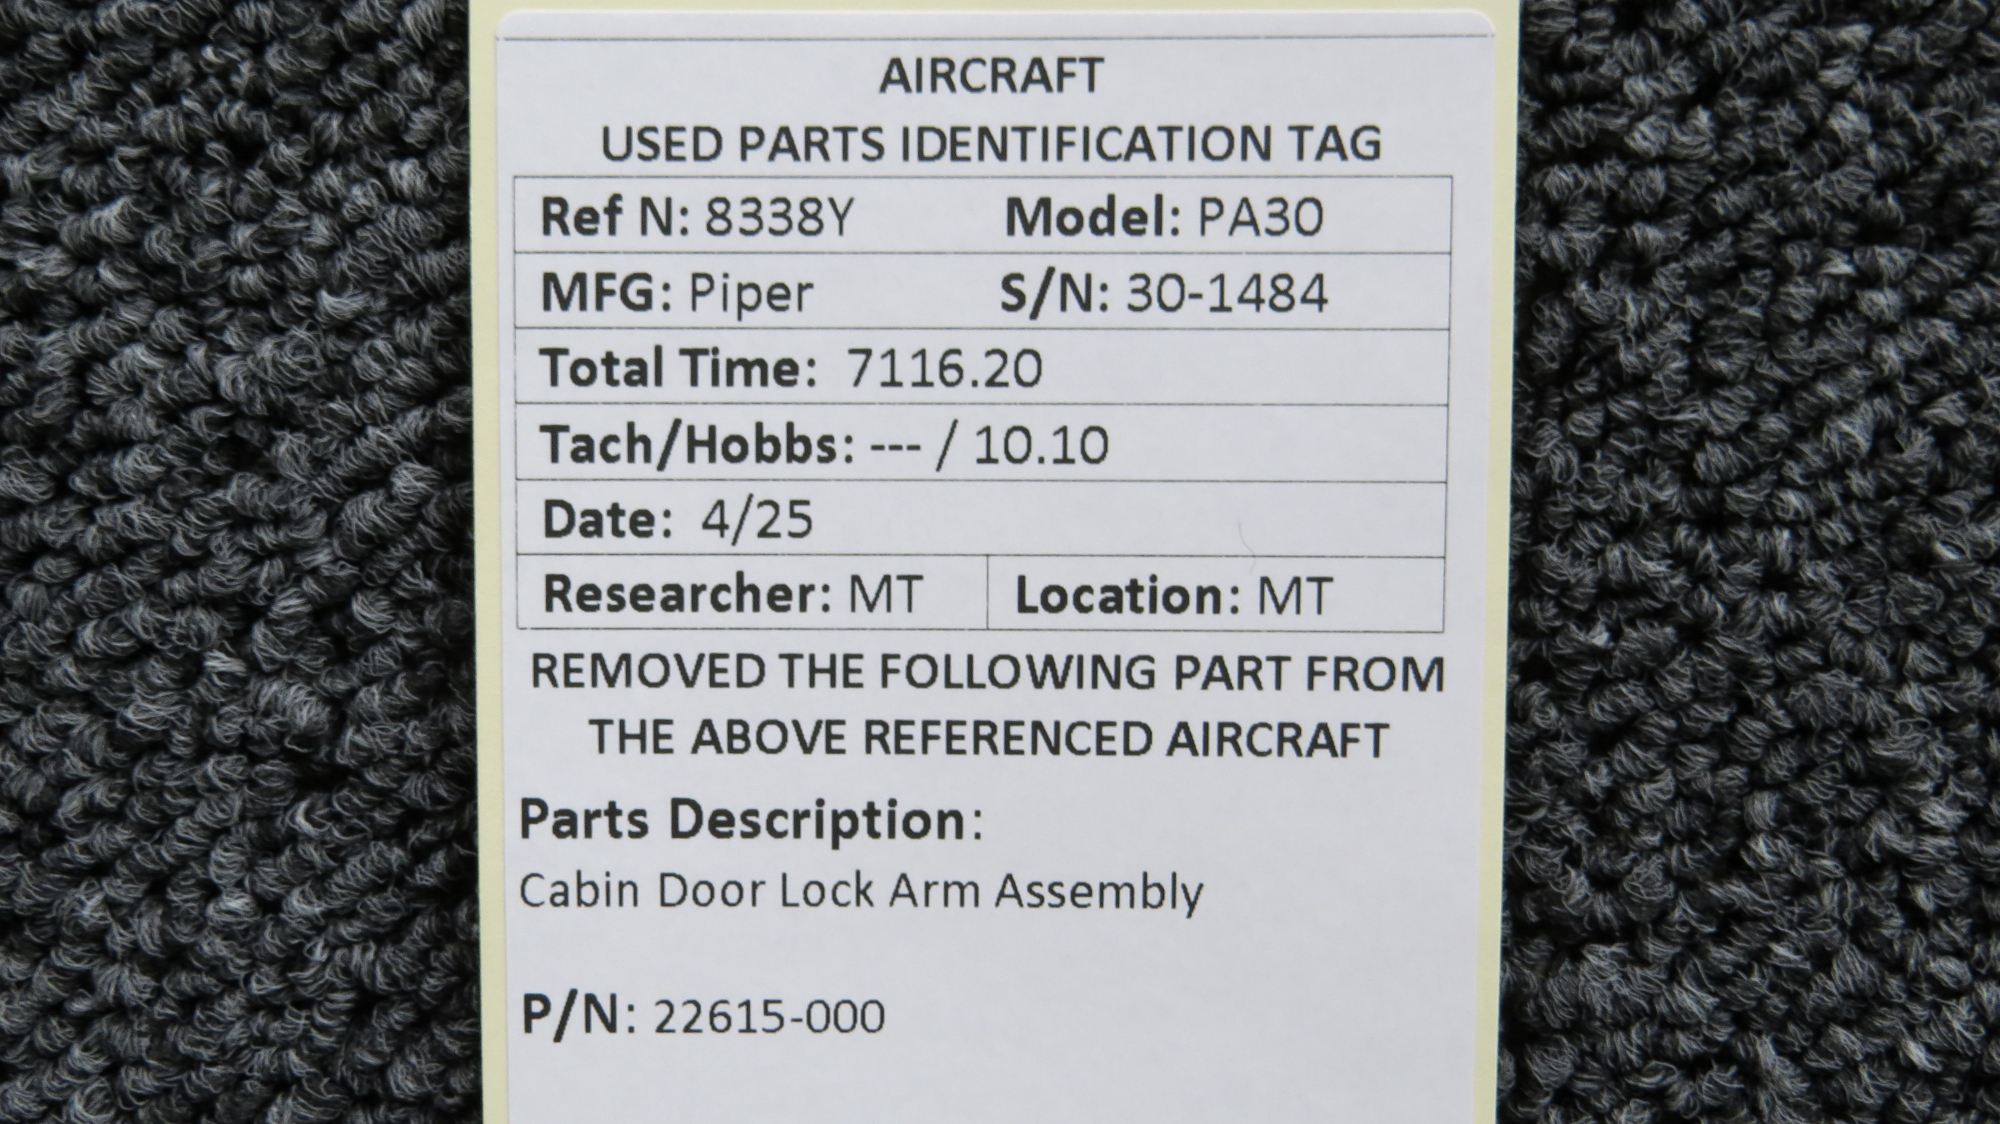 AIRCRAFT
USED PARTS IDENTIFICATION TAG
Ref N: 8338Y Model: PA30
MFG: Piper S/N: 30-1484
Total Time: 7116.20
Tach/Hobbs: --- / 10.10
Date: 4/25
Researcher: MT Location: MT
REMOVED THE FOLLOWING PART FROM
THE ABOVE REFERENCED AIRCRAFT
Parts Description:
Cabin Door Lock Arm Assembly
P/N: 22615-000